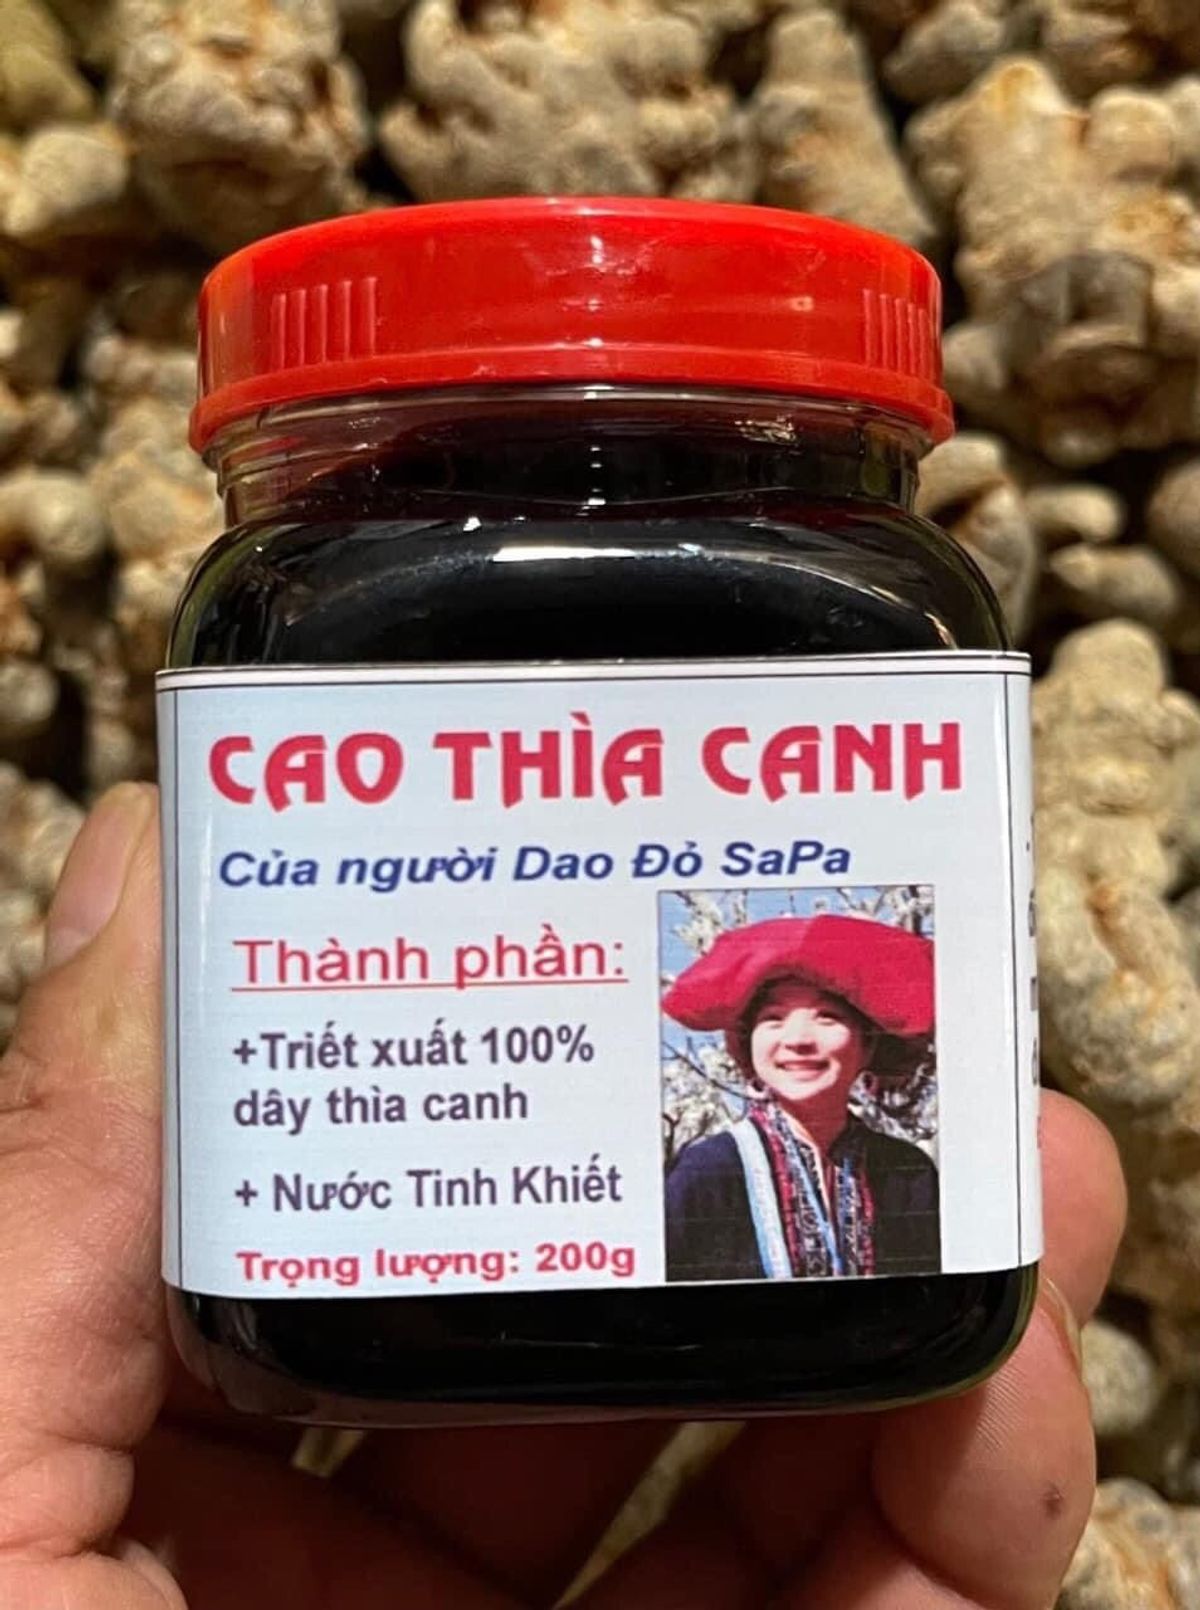 CAO THÌA CANH
Của người Dao Đỏ SaPa
Thành phần:
+Triết xuất 100%
dây thìa canh
+ Nước Tinh Khiết
Trọng lượng: 200g